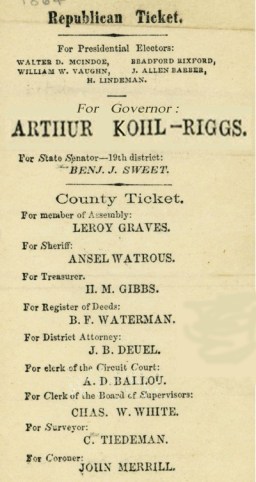 Republican Ticket.
For Presidential Electors:
WALTER D. MCINDOE, BRADFORD RIXFORD,
WILLIAM W. VAUGHN, J. ALLEN BARBER,
H. LINDEMAN.
For Governor:
ARTHUR KOHL-RIGGS.
For State Senator—19th district:
BENJ. J. SWEET.
County Ticket.
For member of Assembly:
LEROY GRAVES.
For Sheriff:
ANSEL WATROUS.
For Treasurer.
H. M. GIBBS.
For Register of Deeds:
B. F. WATERMAN.
For District Attorney:
J. B. DEUEL.
For clerk of the Circuit Court:
A. D. BALLOU.
For Clerk of the Board of Supervisors:
CHAS. W. WHITE.
For Surveyor:
C. TIEDEMAN.
For Coroner:
JOHN MERRILL.